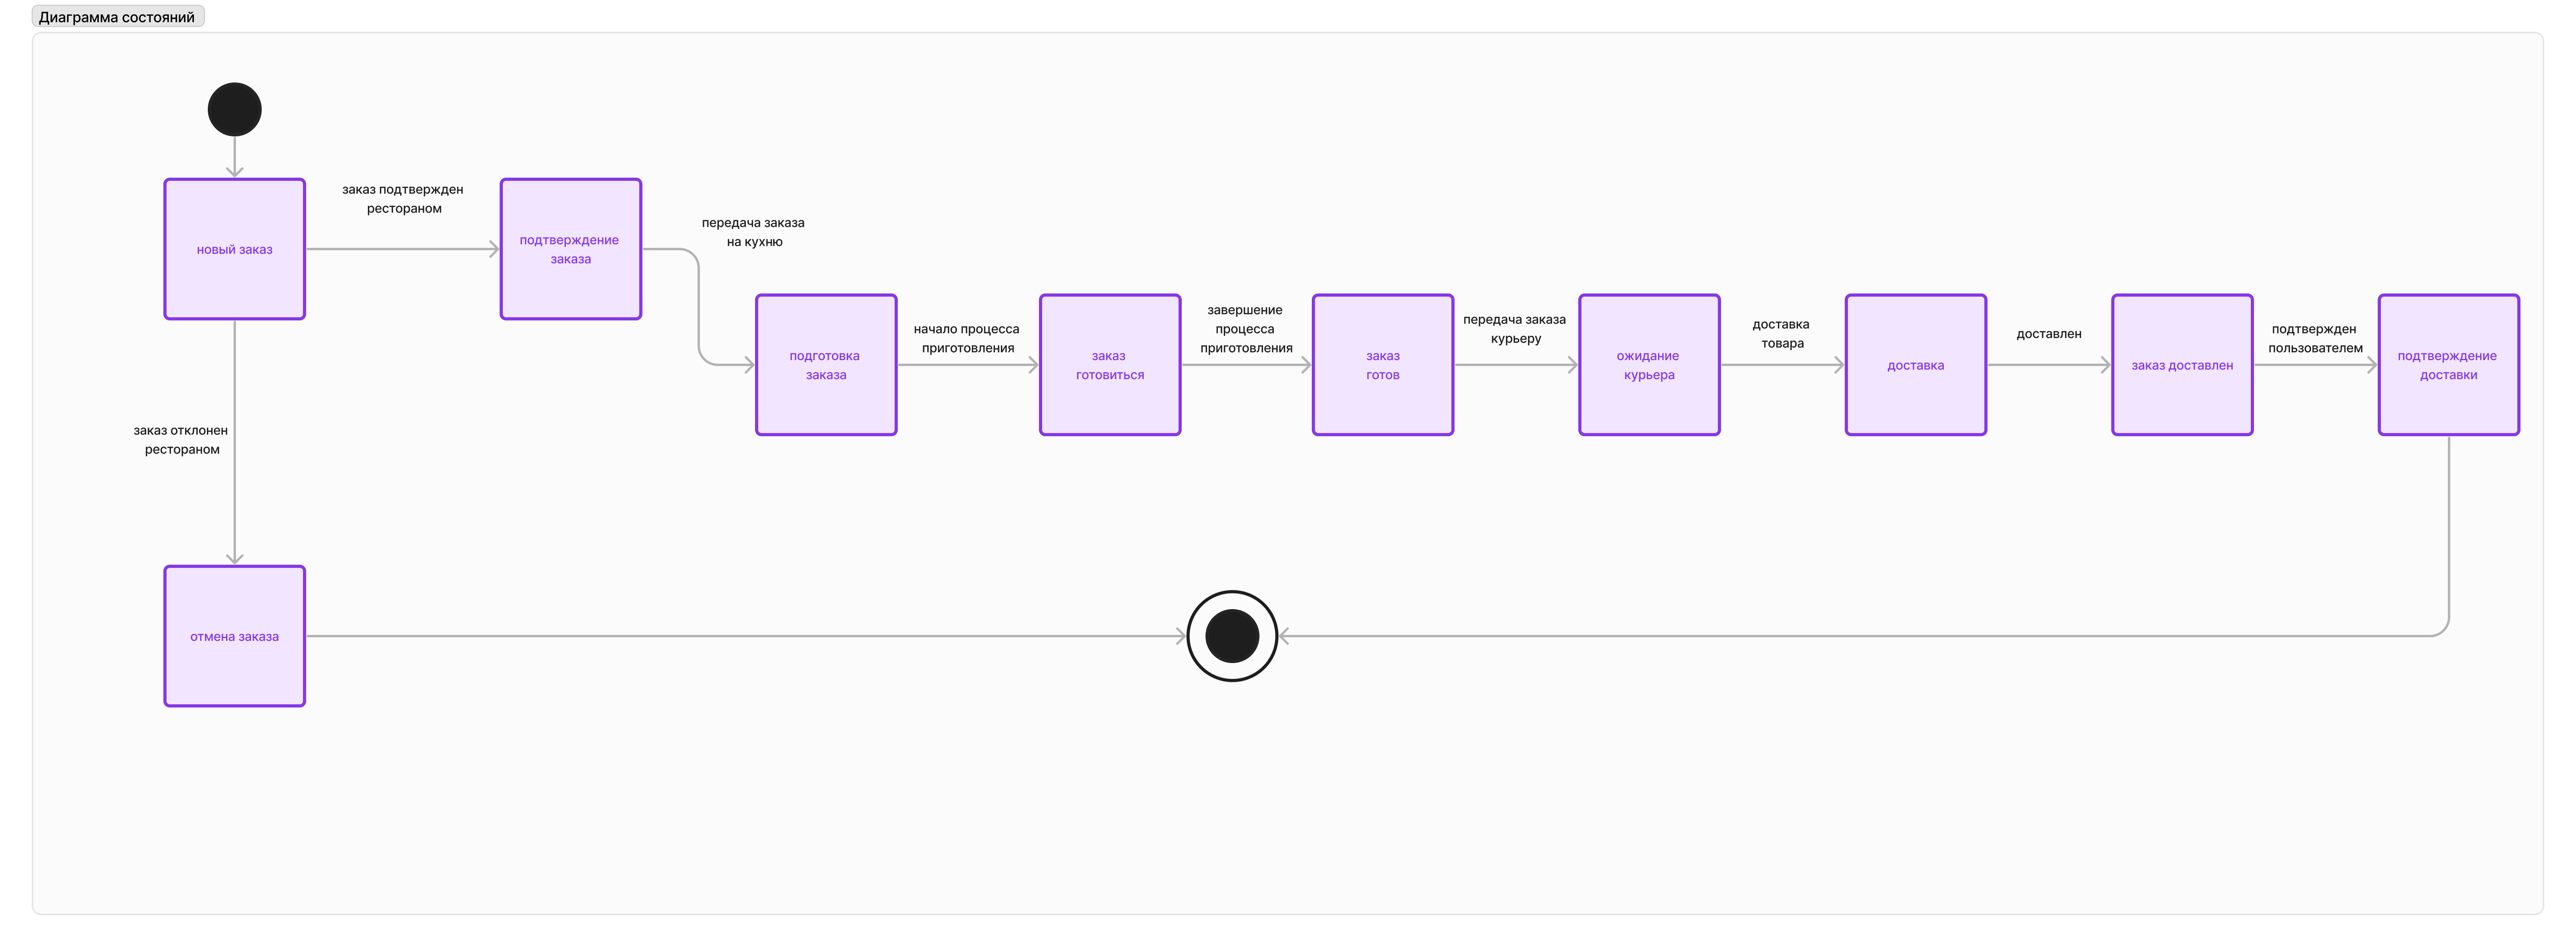 Диаграмма состояний
заказ подтвержден
рестораном
новый заказ
подтверждение
заказа
передача заказа
на кухню
подготовка
заказа
начало процесса
приготовления
заказ
готовиться
завершение
процесса
приготовления
заказ
готов
передача заказа
курьеру
ожидание
курьера
доставка
товара
доставка
доставлен
заказ доставлен
подтвержден
пользователем
подтверждение
доставки
заказ отклонен
рестораном
отмена заказа